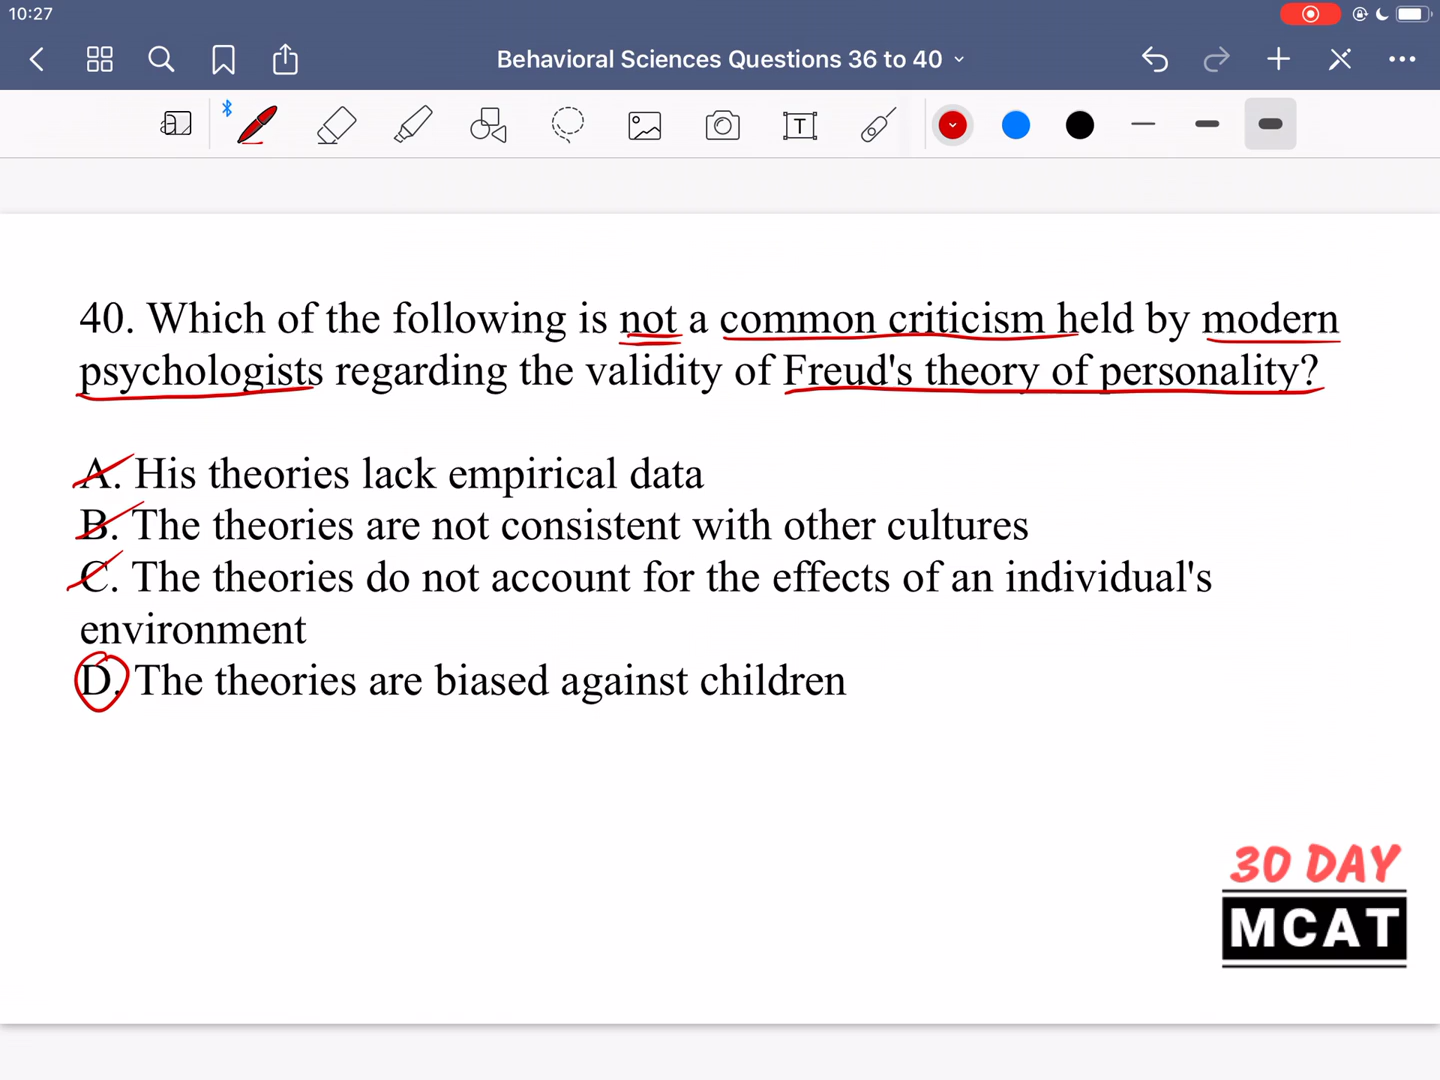 10:27
Behavioral Sciences Questions 36 to 40
a
T
40. Which of the following is not a common criticism held by modern
psychologists regarding the validity of Freud's theory of personality?
A. His theories lack empirical data
B. The theories are not consistent with other cultures
C. The theories do not account for the effects of an individual's
environment
D. The theories are biased against children
30 DAY
MCAT